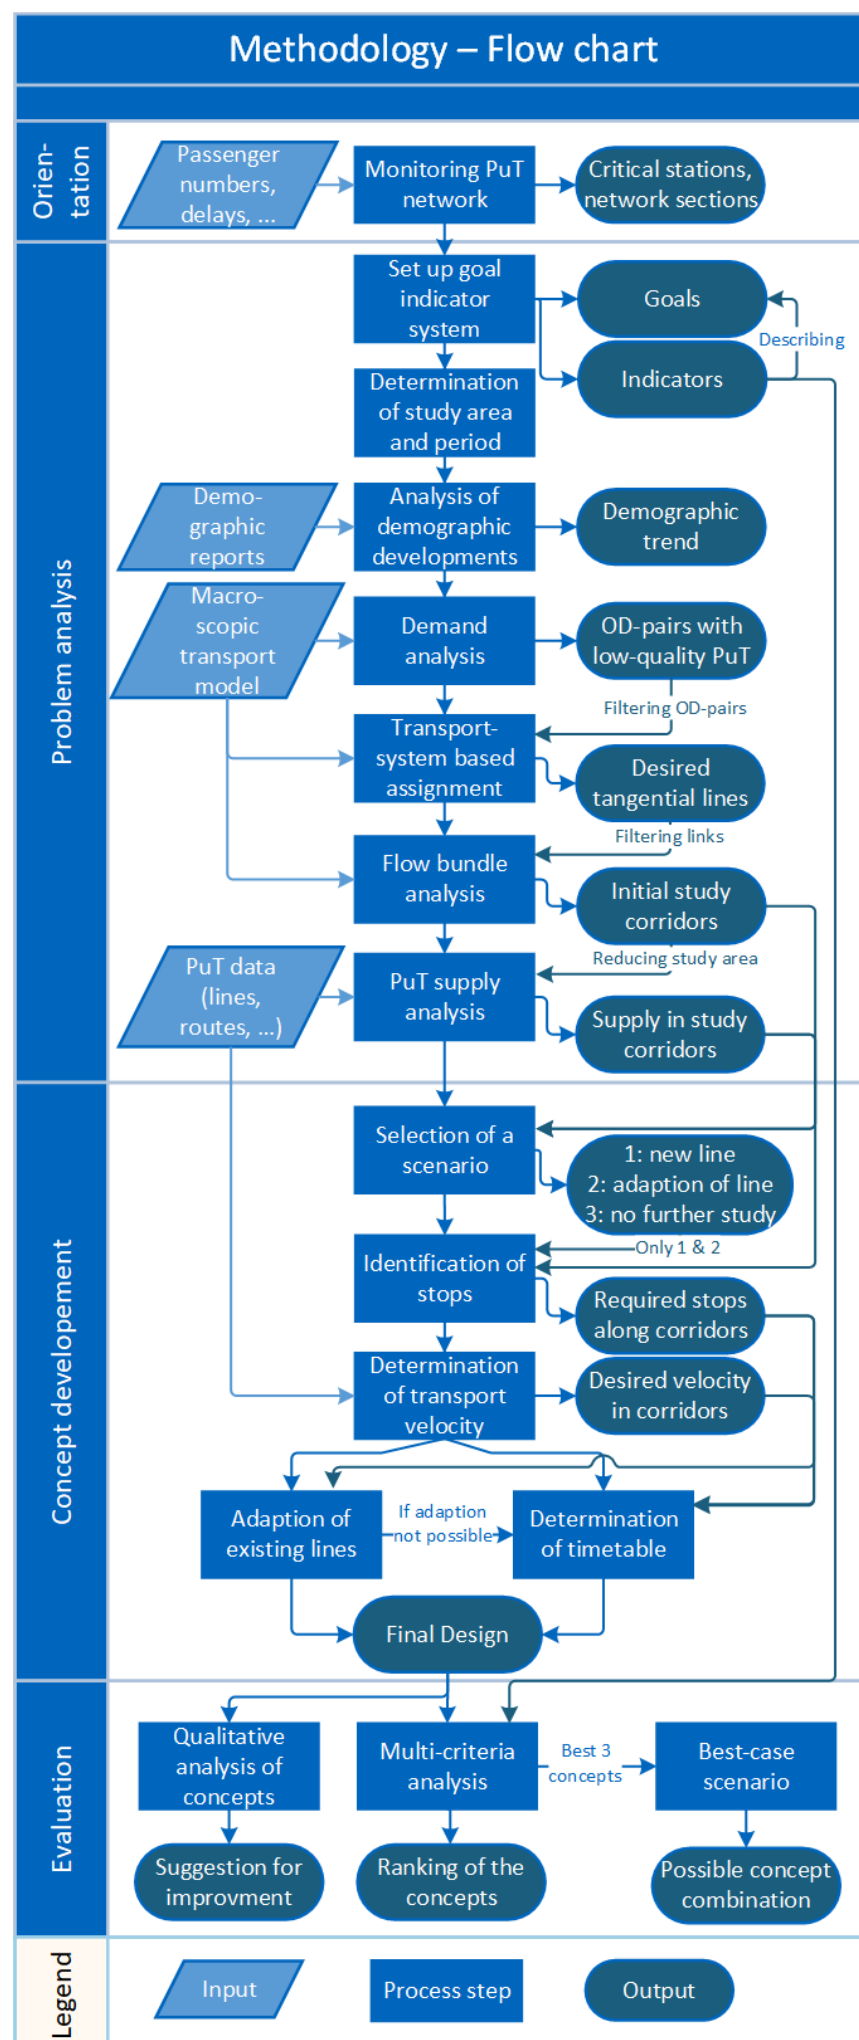 Methodology – Flow chart
Orien-
tation
Passenger
numbers,
delays, ...
Monitoring PuT
network
Critical stations,
network sections
Problem analysis
Set up goal
indicator
system
Goals
Describing
Indicators
Determination
of study area
and period
Demo-
graphic
reports
Analysis of
demographic
developments
Demographic
trend
Macro-
scopic
transport
model
Demand
analysis
OD-pairs with
low-quality PuT
Filtering OD-pairs
Transport-
system based
assignment
Desired
tangential lines
Filtering links
Flow bundle
analysis
Initial study
corridors
Reducing study area
PuT data
(lines,
routes, ...)
PuT supply
analysis
Supply in study
corridors
Concept developement
Selection of a
scenario
1: new line
2: adaption of line
3: no further study
Only 1 & 2
Identification of
stops
Required stops
along corridors
Determination
of transport
velocity
Desired velocity
in corridors
Adaption of
existing lines
If adaption
not possible
Determination
of timetable
Final Design
Evaluation
Qualitative
analysis of
concepts
Multi-criteria
analysis
Best 3
concepts
Best-case
scenario
Suggestion for
improvment
Ranking of the
concepts
Possible concept
combination
Legend
Input
Process step
Output